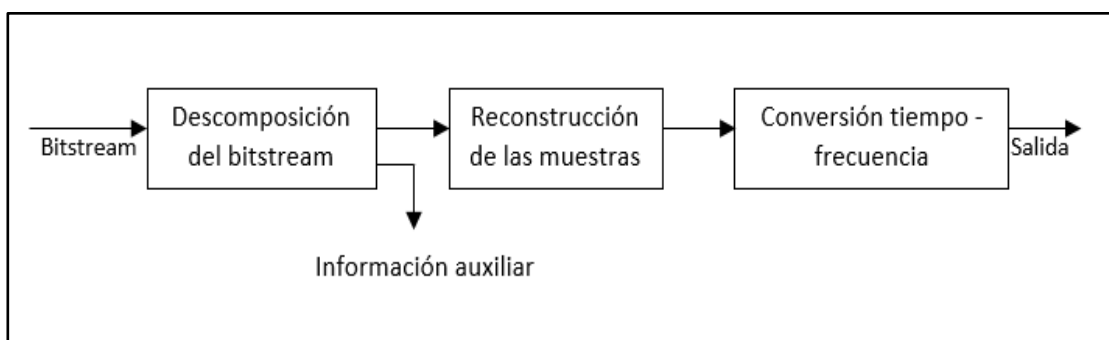 Bitstream
Descomposición
del bitstream
Reconstrucción
de las muestras
Conversión tiempo -
frecuencia
Salida
Información auxiliar